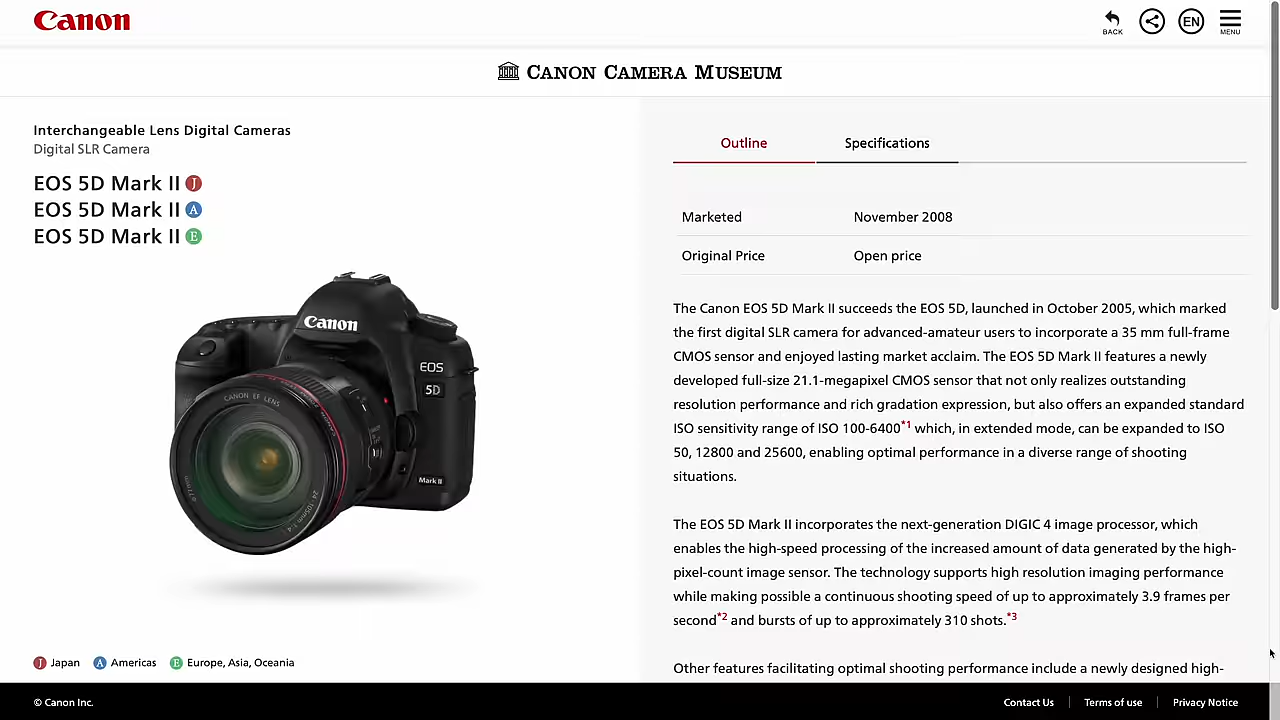 Canon
BACK
EN
MENU
CANON CAMERA MUSEUM
Interchangeable Lens Digital Cameras
Digital SLR Camera
EOS 5D Mark II J
EOS 5D Mark II A
EOS 5D Mark II E
Canon
EOS
5D
Mark II
CANON EF LENS
24-105mm 1:4
J Japan
A Americas
E Europe, Asia, Oceania
Outline
Specifications
Marketed
November 2008
Original Price
Open price
The Canon EOS 5D Mark II succeeds the EOS 5D, launched in October 2005, which marked
the first digital SLR camera for advanced-amateur users to incorporate a 35 mm full-frame
CMOS sensor and enjoyed lasting market acclaim. The EOS 5D Mark II features a newly
developed full-size 21.1-megapixel CMOS sensor that not only realizes outstanding
resolution performance and rich gradation expression, but also offers an expanded standard
ISO sensitivity range of ISO 100-6400*1 which, in extended mode, can be expanded to ISO
50, 12800 and 25600, enabling optimal performance in a diverse range of shooting
situations.
The EOS 5D Mark II incorporates the next-generation DIGIC 4 image processor, which
enables the high-speed processing of the increased amount of data generated by the high-
pixel-count image sensor. The technology supports high resolution imaging performance
while making possible a continuous shooting speed of up to approximately 3.9 frames per
second*2 and bursts of up to approximately 310 shots.*3
Other features facilitating optimal shooting performance include a newly designed high-
© Canon Inc.
Contact Us
Terms of use
Privacy Notice